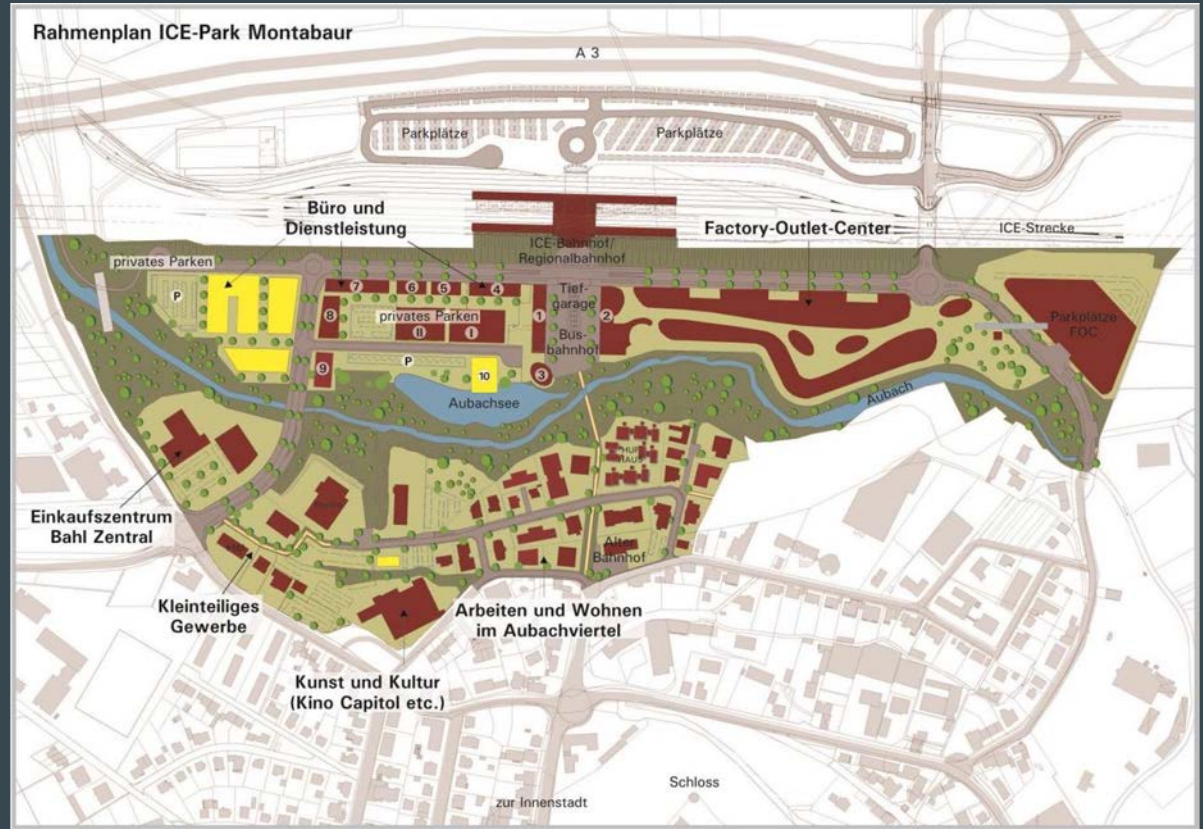 Rahmenplan ICE-Park Montabaur
A 3
Parkplätze
Parkplätze
Büro und
Dienstleistung
Factory-Outlet-Center
ICE-Strecke
ICE-Bahnhof/
Regionalbahnhof
privates Parken
P
7
6
5
4
Tief-
garage
8
privates Parken
1
2
II
I
Bus-
bahnhof
Parkplätze
FOC
9
P
10
3
Aubachsee
Aubach
HUF
HAUS
Einkaufszentrum
Bahl Zentral
Alter
Bahnhof
Kleinteiliges
Gewerbe
Arbeiten und Wohnen
im Aubachviertel
Kunst und Kultur
(Kino Capitol etc.)
Schloss
zur Innenstadt